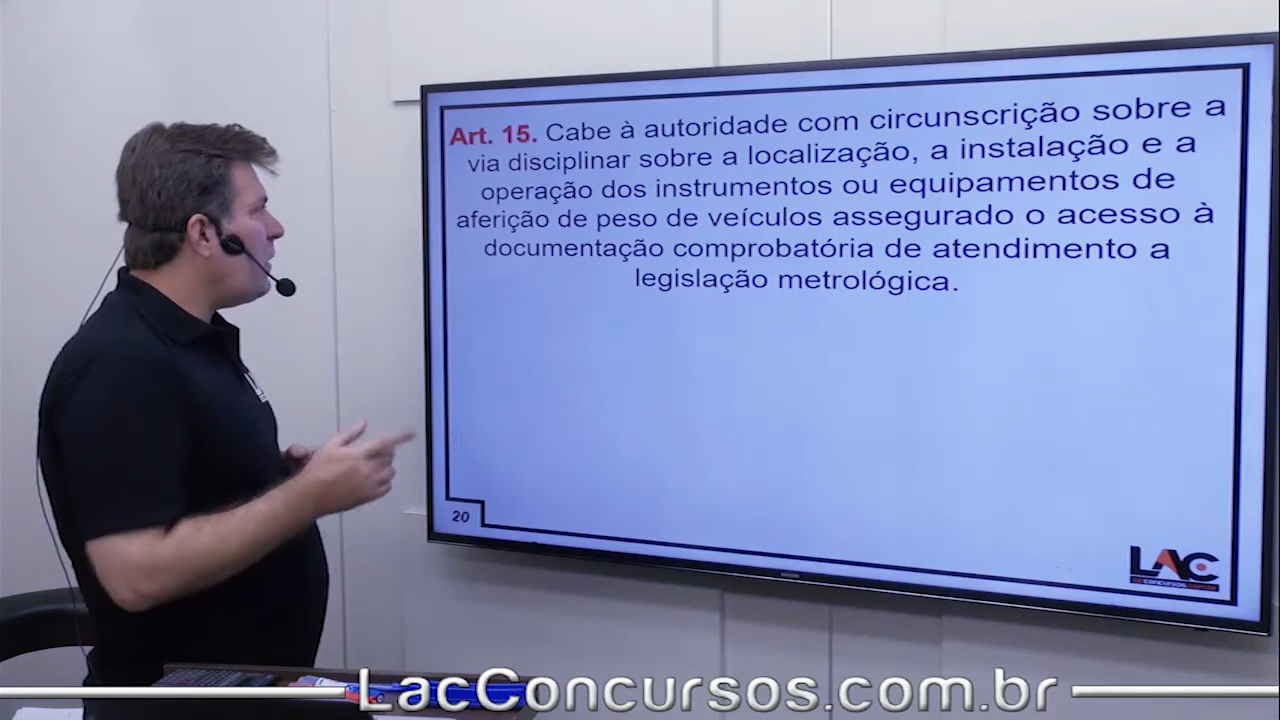 Art. 15. Cabe à autoridade com circunscrição sobre a
via disciplinar sobre a localização, a instalação e a
operação dos instrumentos ou equipamentos de
aferição de peso de veículos assegurado o acesso à
documentação comprobatória de atendimento a
legislação metrológica.
20
LAC
LacConcursos.com.br